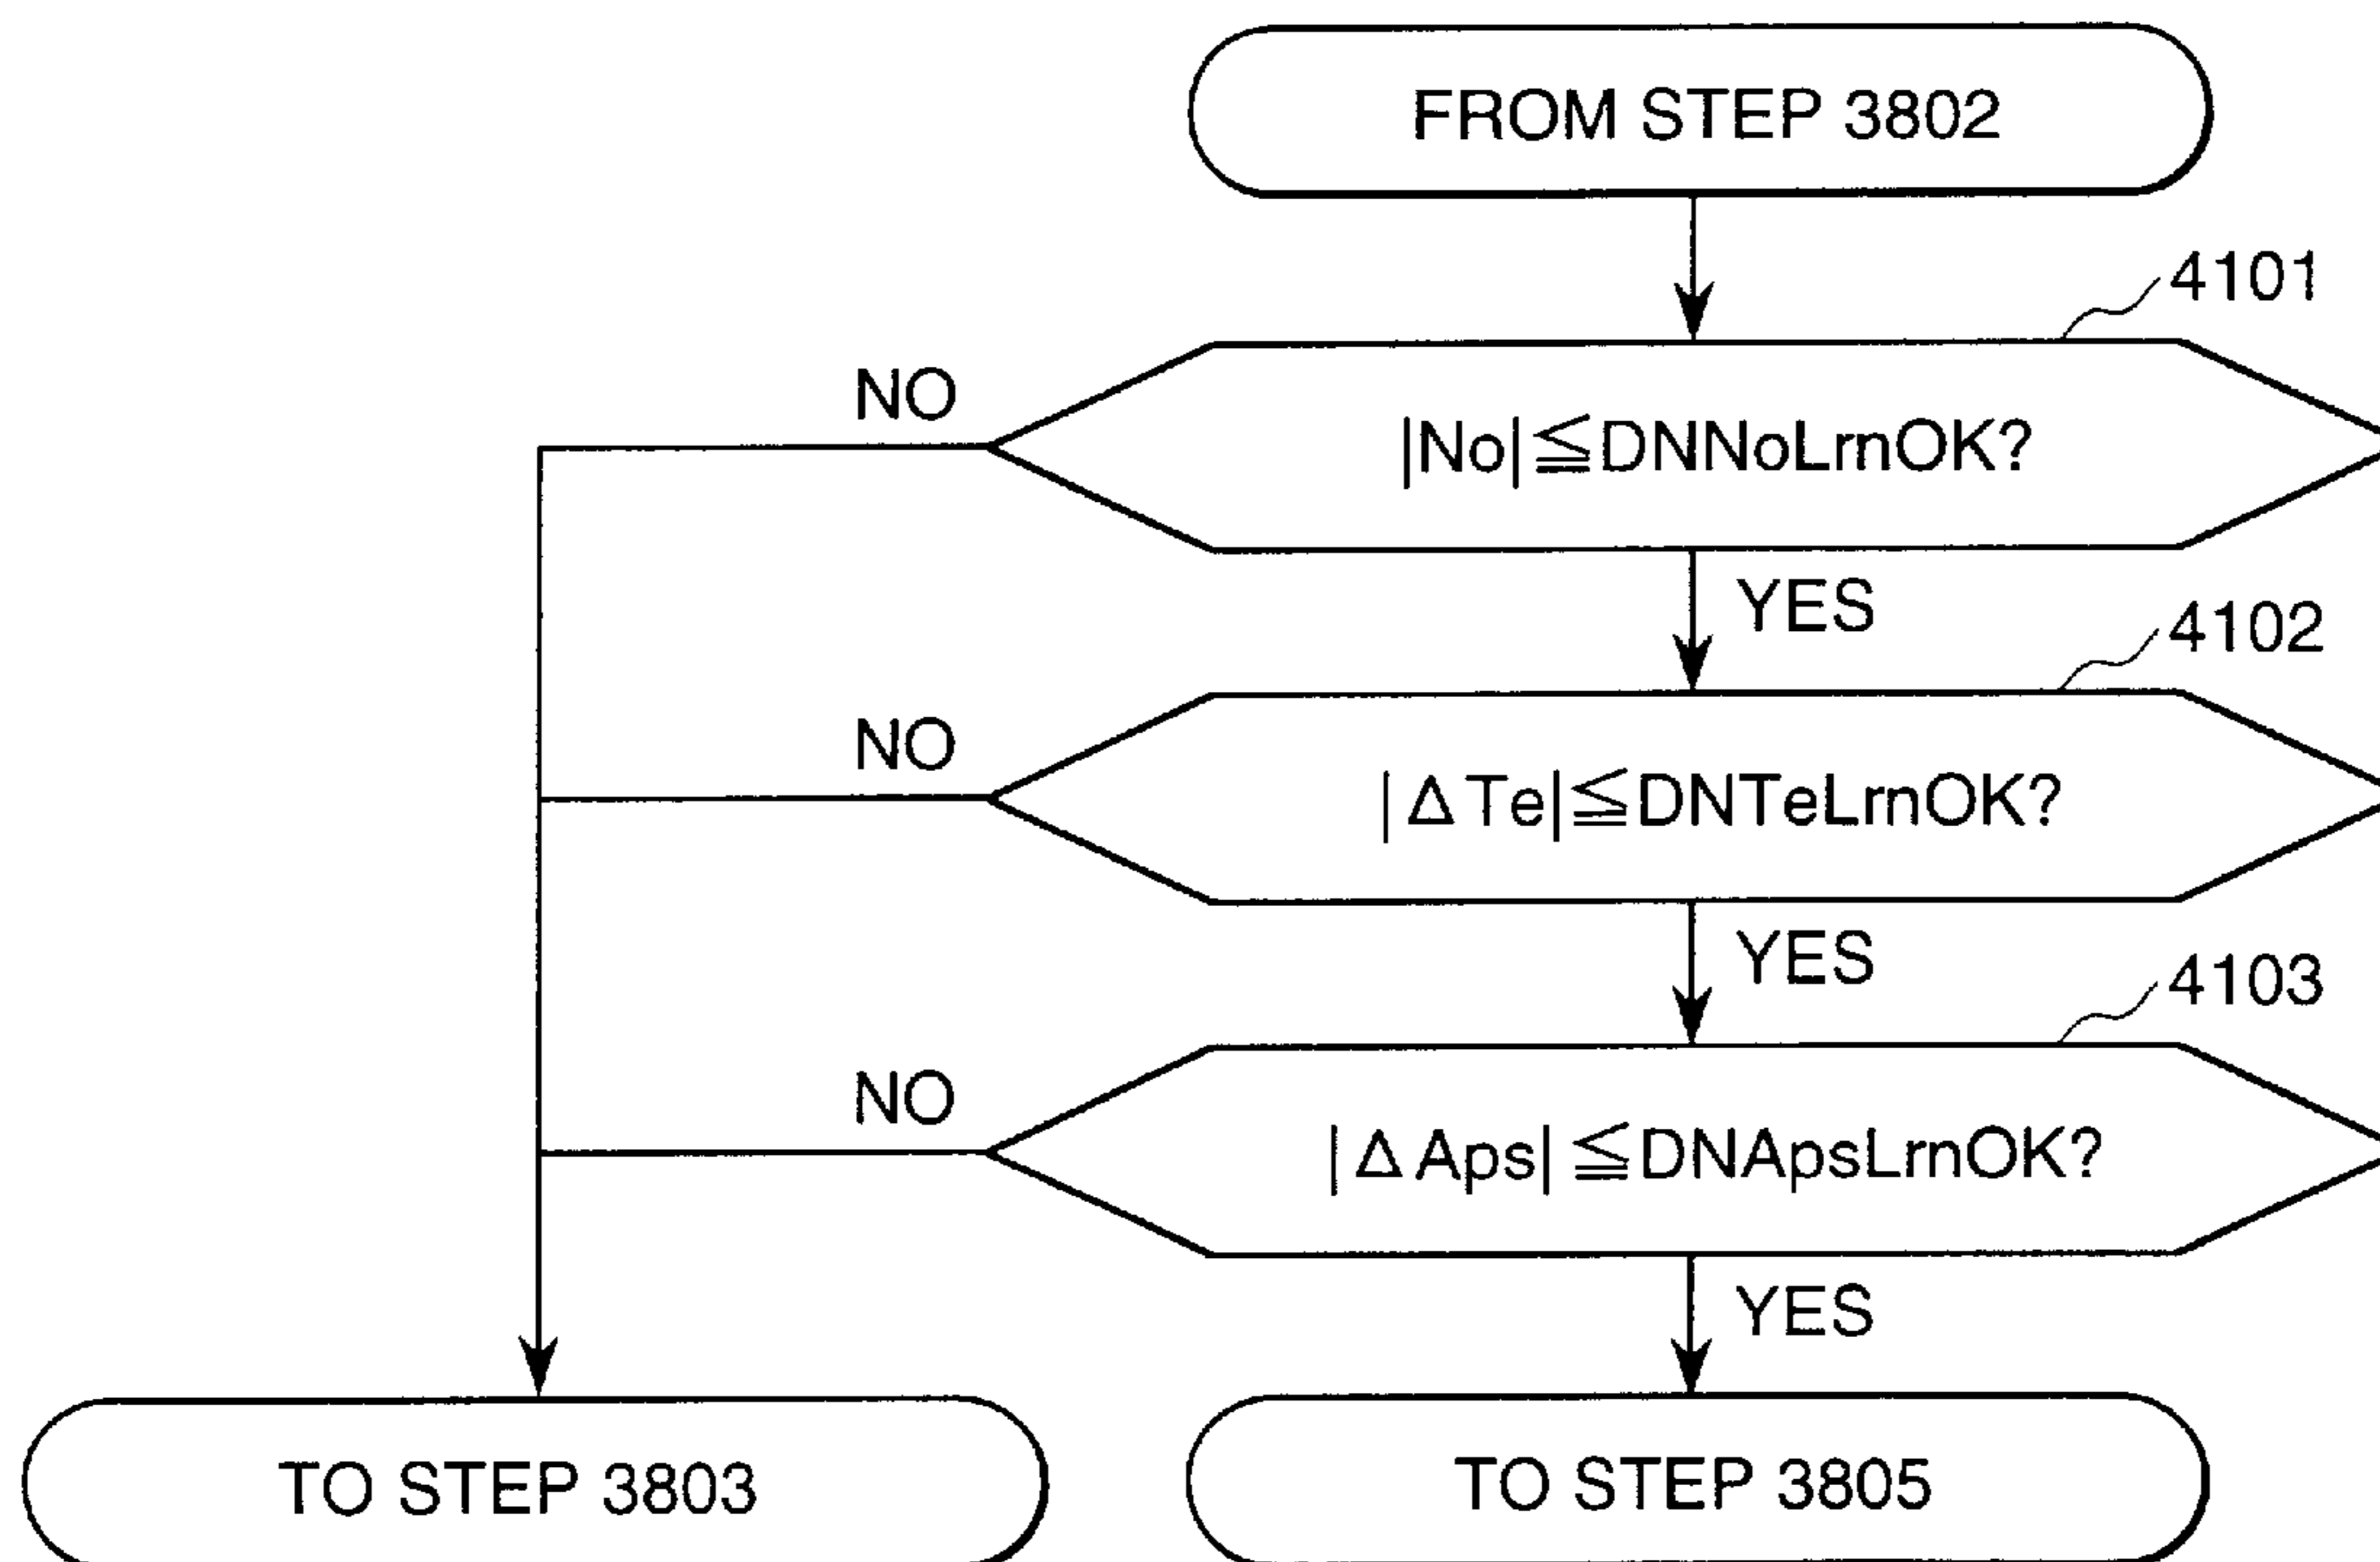 FROM STEP 3802
4101
NO
|No|≦DNNoLrnOK?
YES
4102
NO
|ΔTe|≦DNTeLrnOK?
YES
4103
NO
|ΔAps|≦DNApsLrnOK?
YES
TO STEP 3803
TO STEP 3805